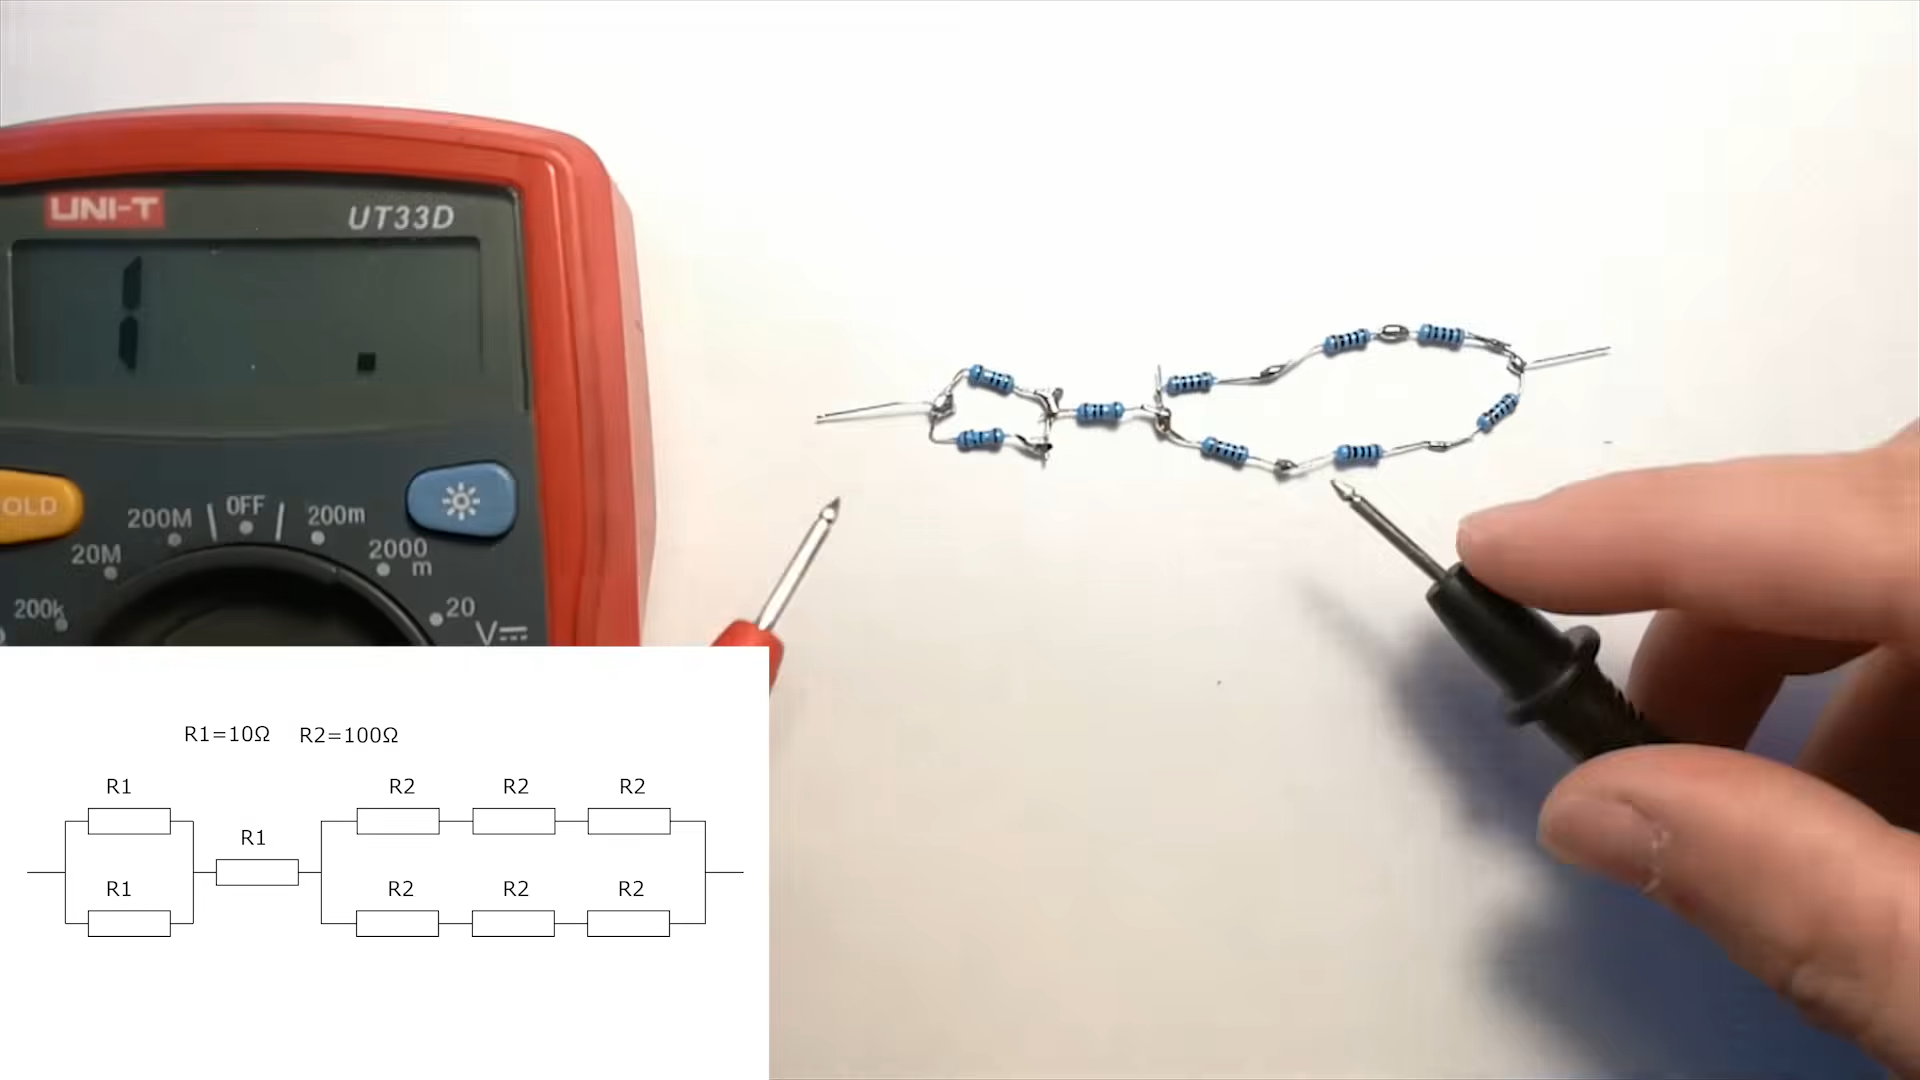 UNI-T
UT33D
1.
OLD
200M
OFF
200m
20M
2000
m
200k
20
V
R1=10Ω R2=100Ω
R1 R2 R2 R2
R1
R1 R2 R2 R2